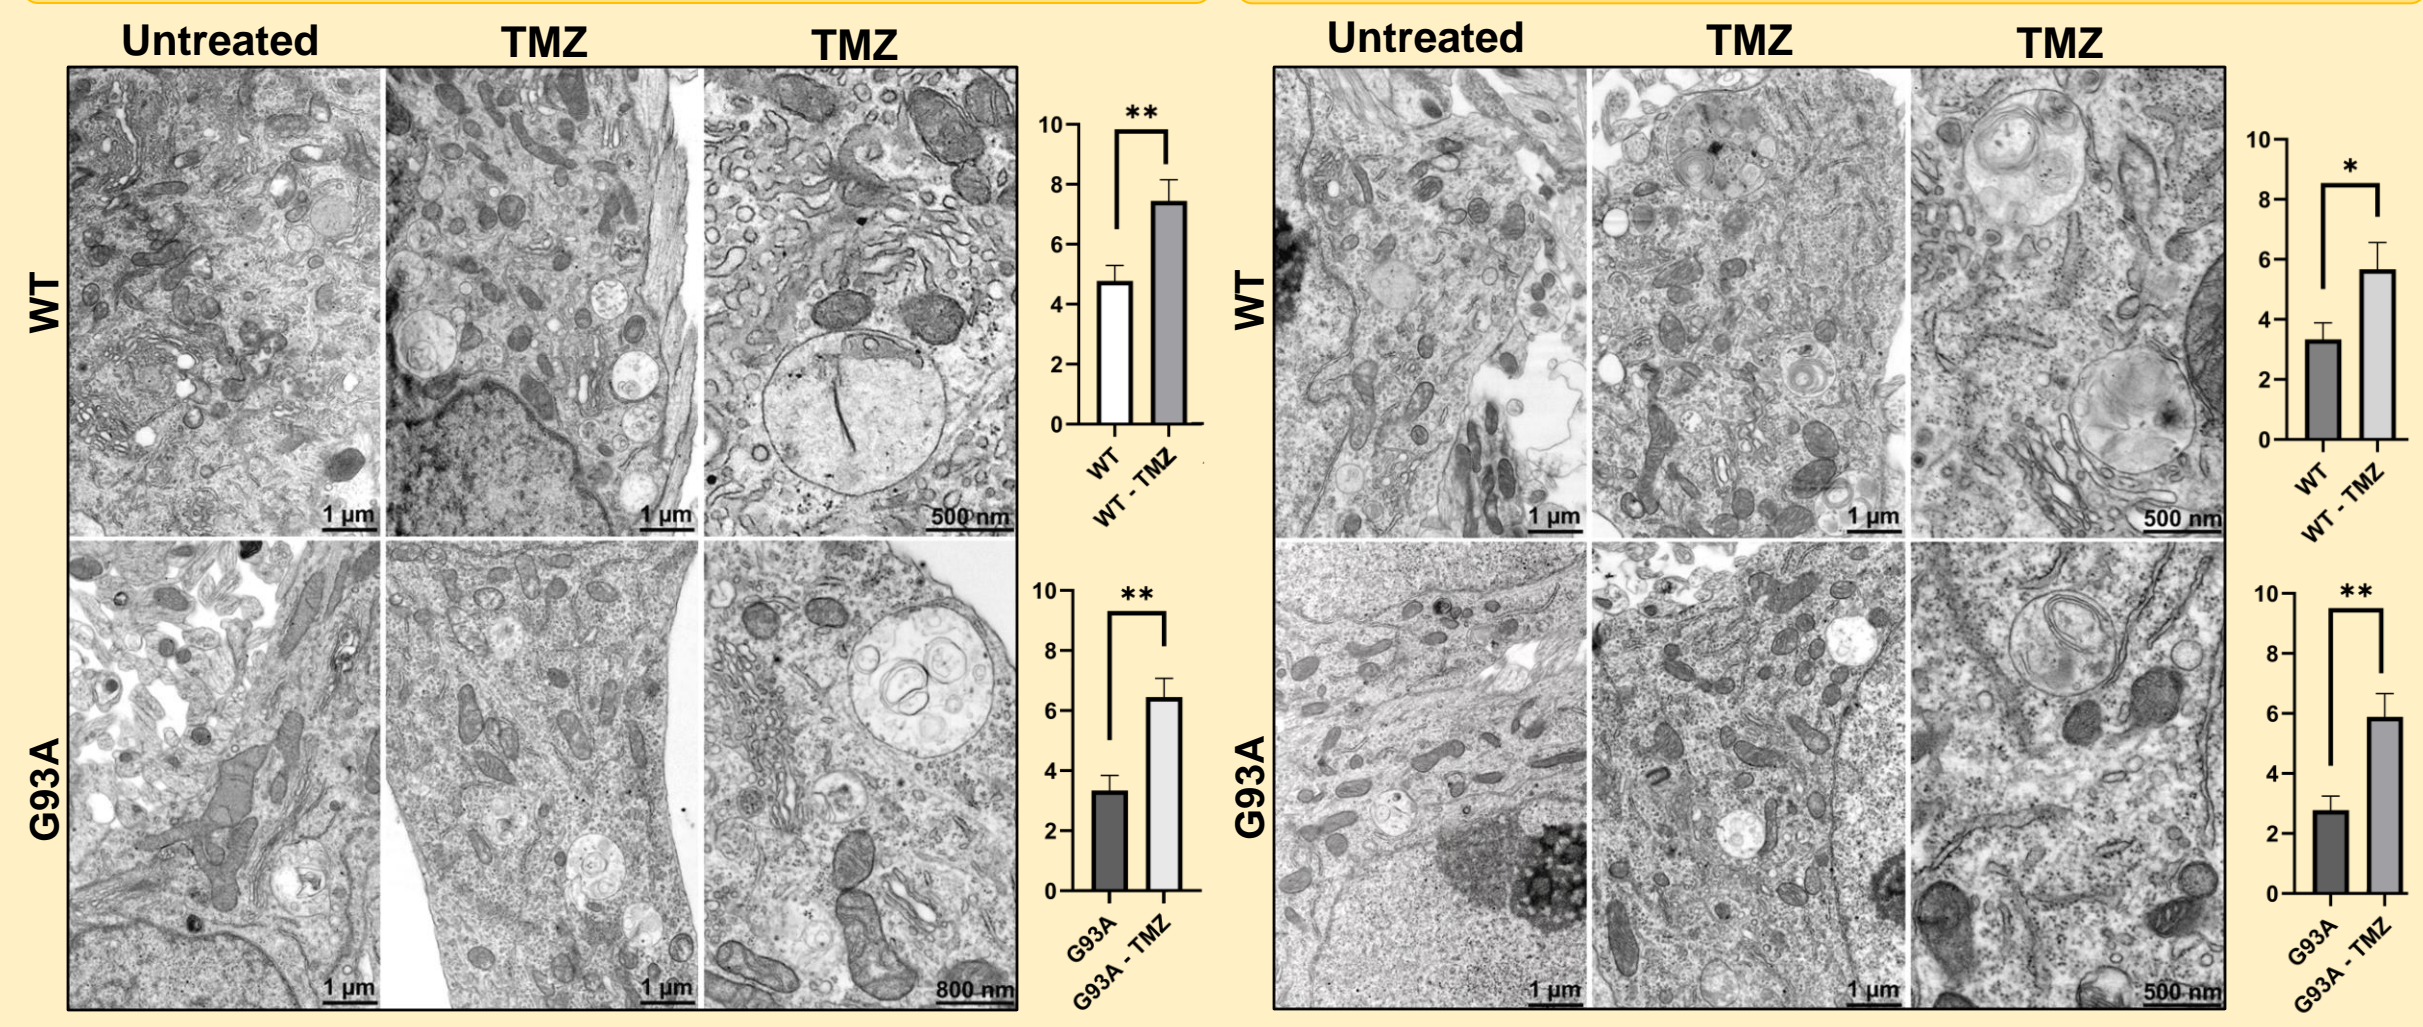 Untreated
TMZ
TMZ
WT
1 µm
1 µm
500 nm
G93A
1 µm
1 µm
800 nm
**
10
8
6
4
2
0
WT
WT - TMZ
**
10
8
6
4
2
0
G93A
G93A - TMZ
Untreated
TMZ
TMZ
WT
1 µm
1 µm
500 nm
G93A
1 µm
1 µm
500 nm
*
10
8
6
4
2
0
WT
WT - TMZ
**
10
8
6
4
2
0
G93A
G93A - TMZ